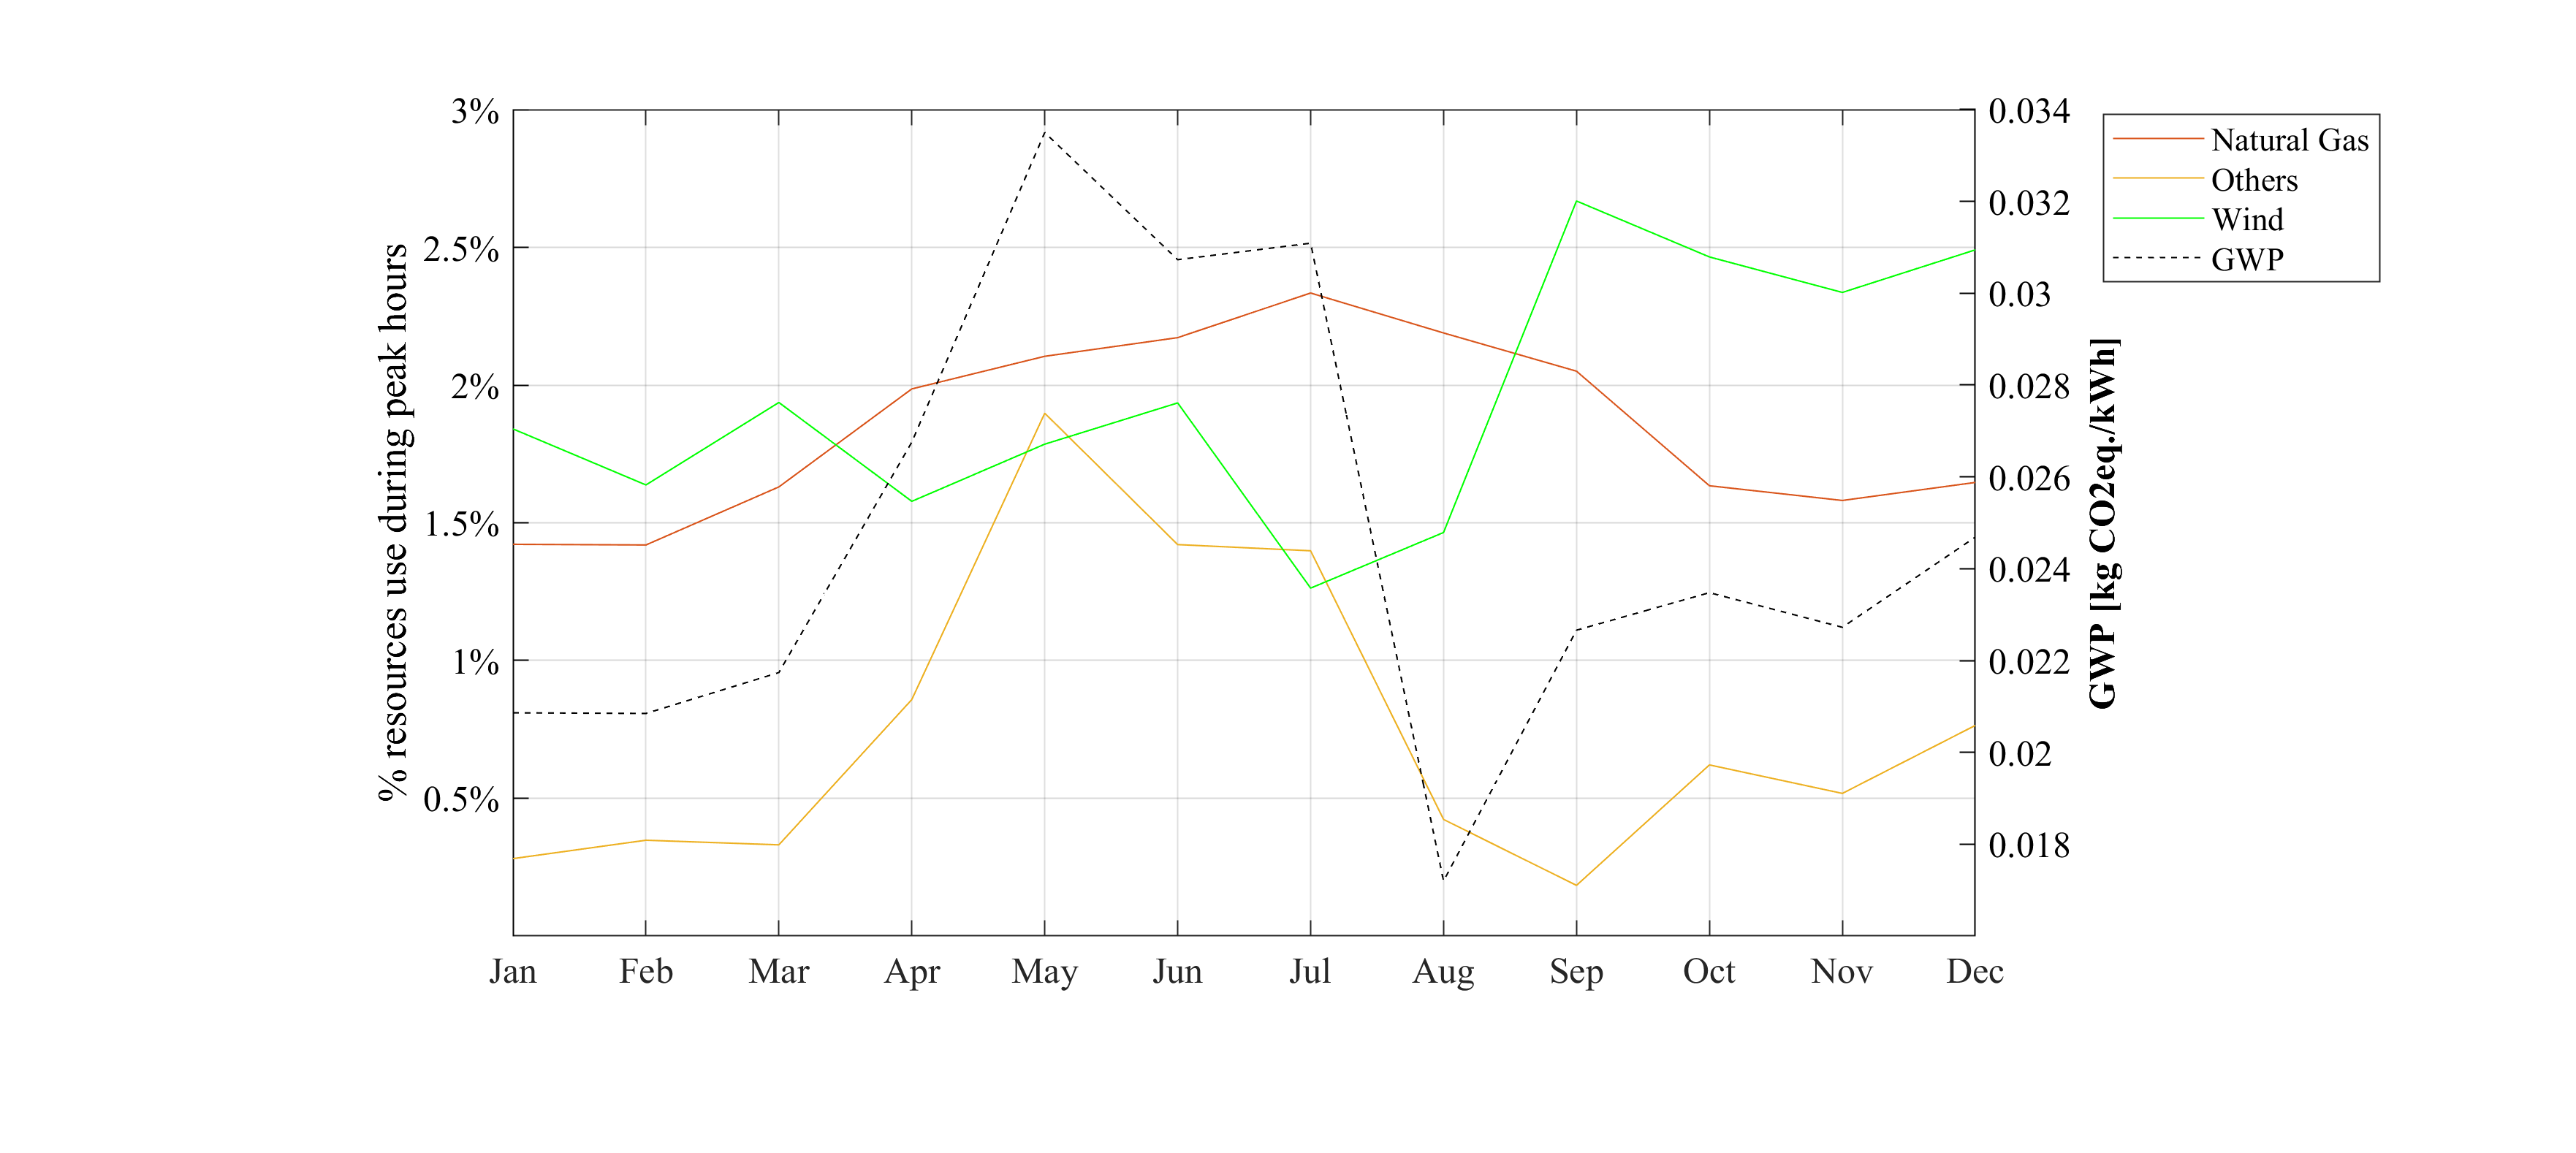 3%
2.5%
2%
1.5%
1%
0.5%
% resources use during peak hours
Jan Feb Mar Apr May Jun Jul Aug Sep Oct Nov Dec
0.034
0.032
0.03
0.028
0.026
0.024
0.022
0.02
0.018
GWP [kg CO2eq./kWh]
Natural Gas
Others
Wind
GWP